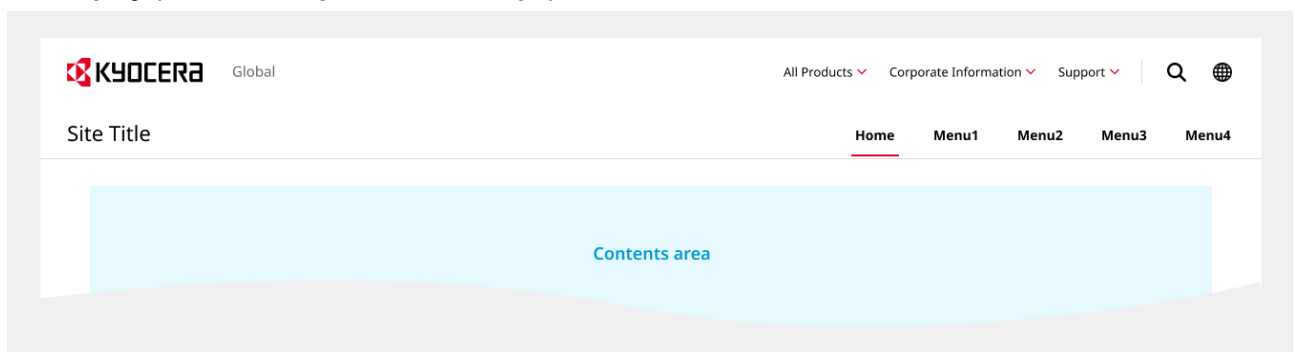 KYOCERA Global All Products Corporate Information Support
Site Title Home Menu1 Menu2 Menu3 Menu4
Contents area